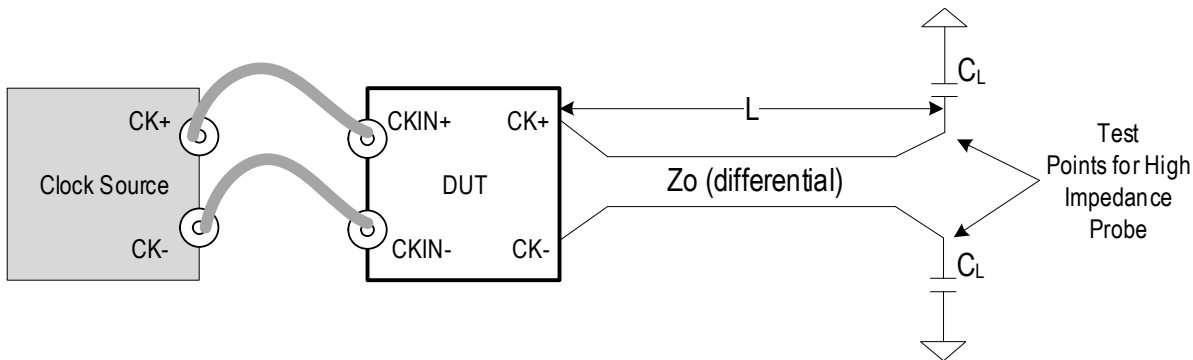 CK+
Clock Source
CK-
CKIN+
CK+
DUT
CKIN-
CK-
L
Zo (differential)
CL
CL
Test
Points for High
Impedance
Probe